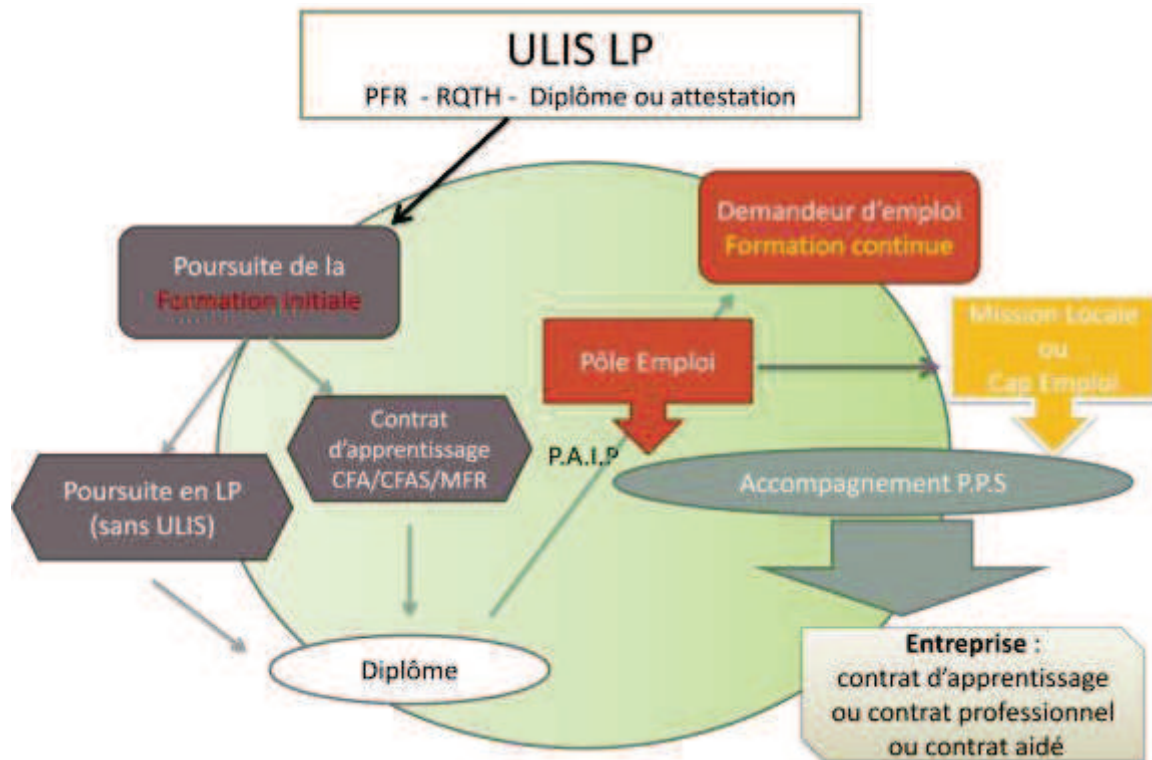 ULIS LP
PFR - RQTH - Diplôme ou attestation
Demandeur d'emploi
Formation continue
Poursuite de la
Formation initiale
Mission Locale
ou
Cap Emploi
Pôle Emploi
Contrat
d'apprentissage
CFA/CFAS/MFR
P.A.I.P
Poursuite en LP
(sans ULIS)
Accompagnement P.P.S
Diplôme
Entreprise :
contrat d'apprentissage
ou contrat professionnel
ou contrat aidé